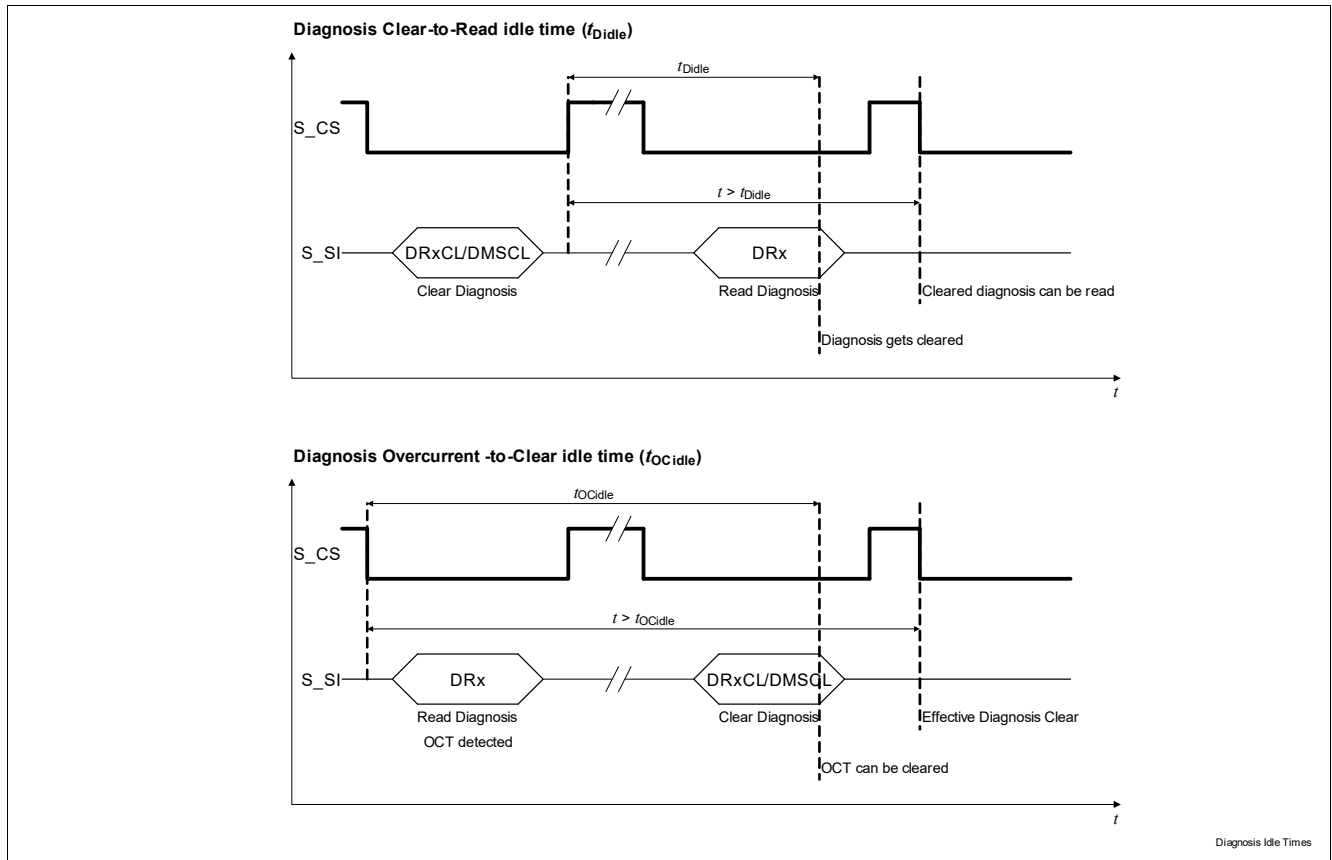 Diagnosis Clear-to-Read idle time (tDidle)
tDidle
S_CS
t > tDidle
S_SI
DRxCL/DMSCL
DRx
Clear Diagnosis
Read Diagnosis
Cleared diagnosis can be read
Diagnosis gets cleared
t
Diagnosis Overcurrent -to-Clear idle time (tOCidle)
tOCidle
S_CS
t > tOCidle
S_SI
DRx
DRxCL/DMSCL
Read Diagnosis
OCT detected
Clear Diagnosis
Effective Diagnosis Clear
OCT can be cleared
t
Diagnosis Idle Times